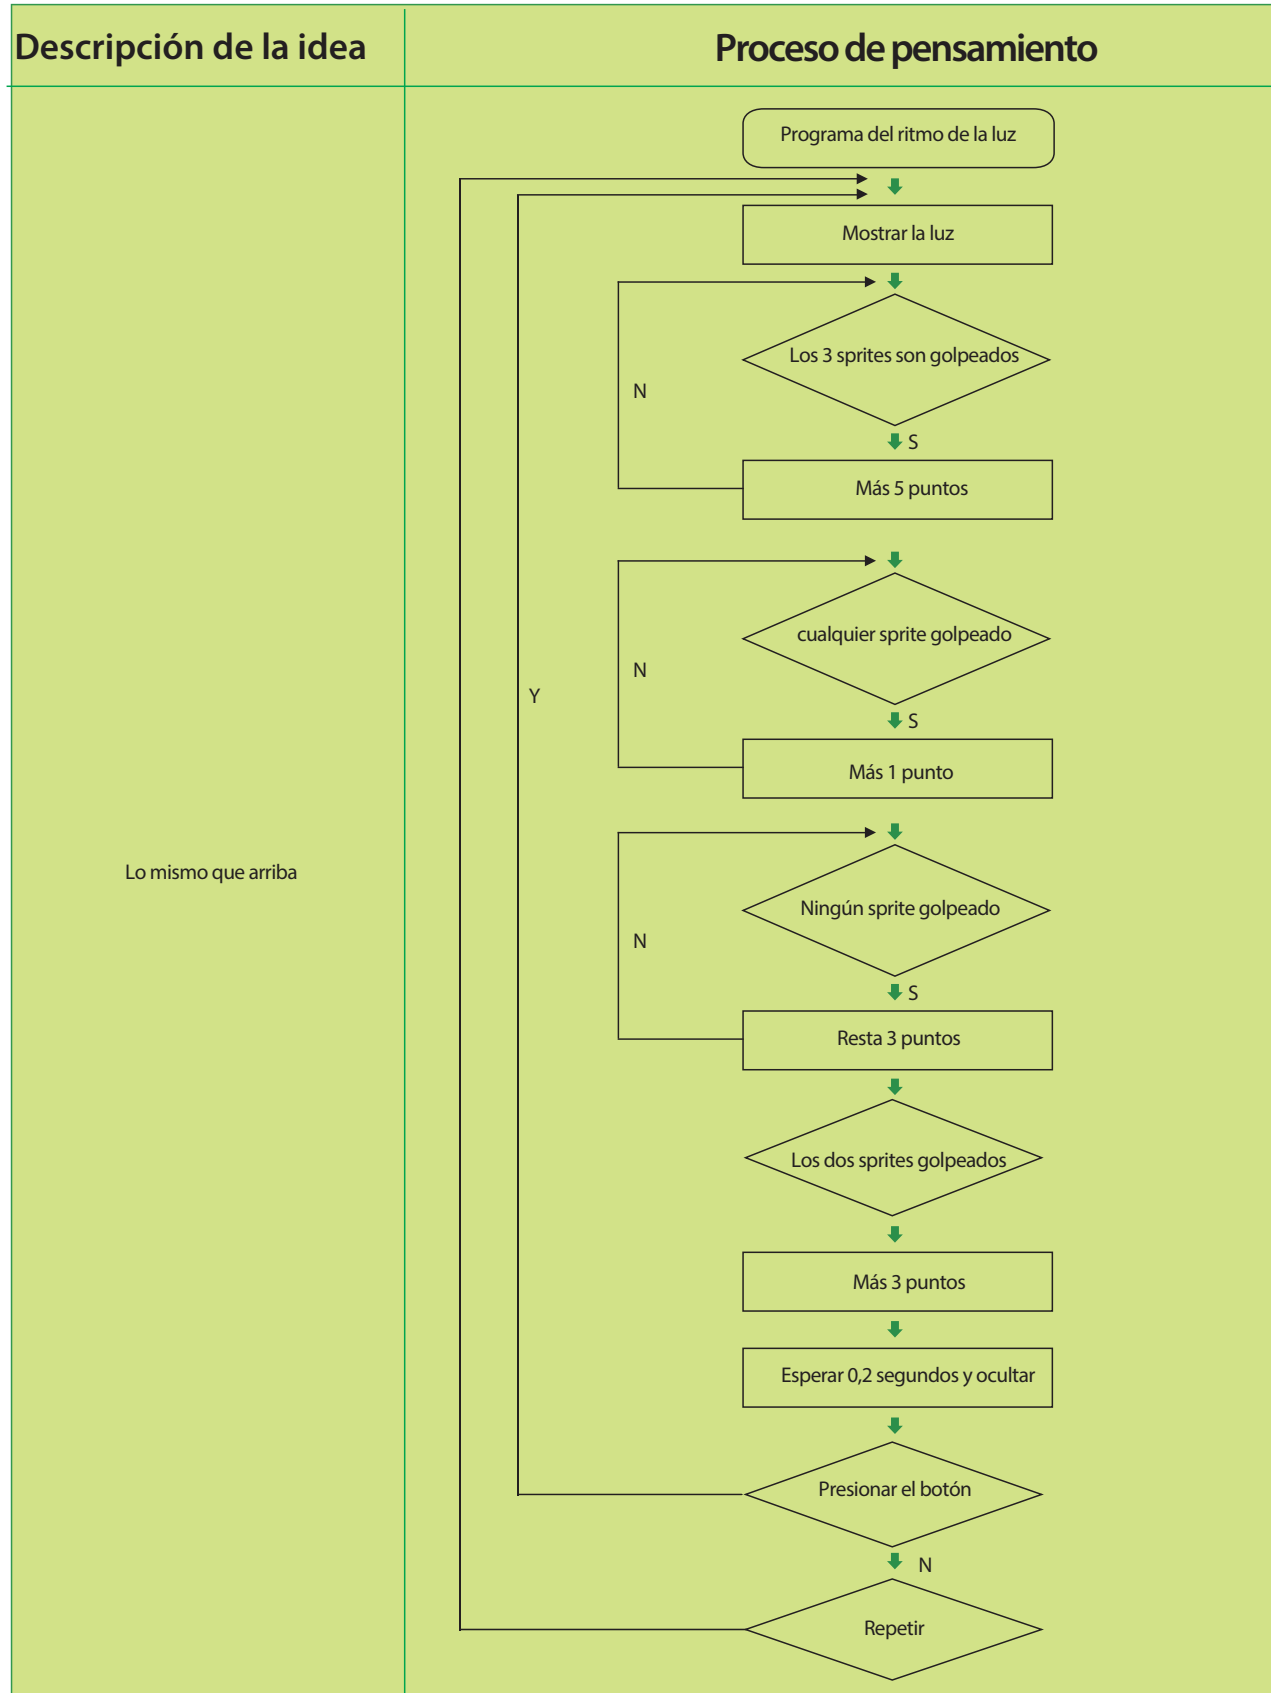 Descripción de la idea
Proceso de pensamiento
Lo mismo que arriba
Programa del ritmo de la luz
Mostrar la luz
Los 3 sprites son golpeados
N
S
Más 5 puntos
cualquier sprite golpeado
N
Y
S
Más 1 punto
Ningún sprite golpeado
N
S
Resta 3 puntos
Los dos sprites golpeados
Más 3 puntos
Esperar 0,2 segundos y ocultar
Presionar el botón
N
Repetir